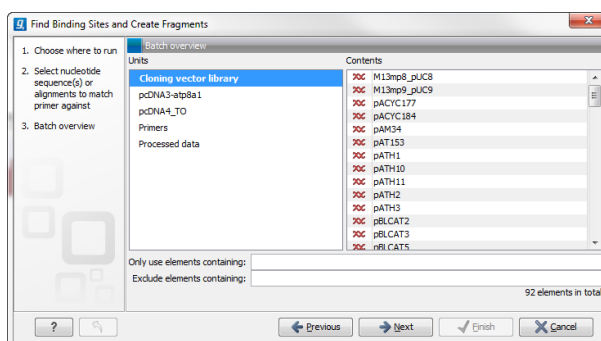 Find Binding Sites and Create Fragments
1. Choose where to run
2. Select nucleotide
sequence(s) or
alignments to match
primer against
3. Batch overview
Batch overview
Units
Cloning vector library
pcDNA3-atp8a1
pcDNA4_TO
Primers
Processed data
Contents
M13mp8_pUC8
M13mp9_pUC9
pACYC177
pACYC184
pAM34
pAT153
pATH1
pATH10
pATH11
pATH2
pATH3
pBLCAT2
pBLCAT3
pBLCAT5
Only use elements containing:
Exclude elements containing:
92 elements in total
?
Previous
Next
Finish
Cancel